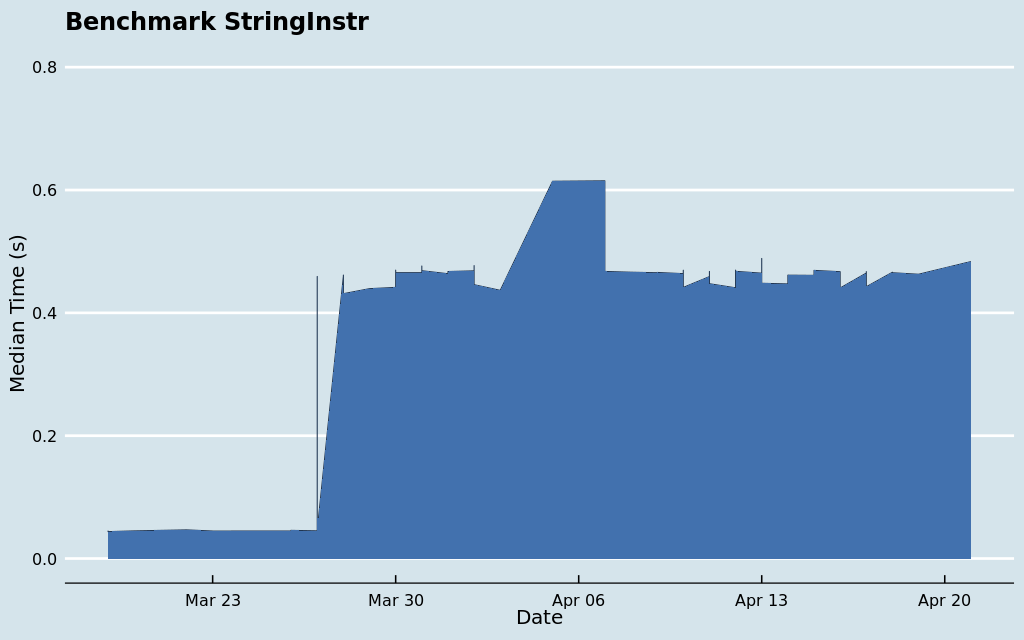 Benchmark StringInstr
Median Time (s)
0.8
0.6
0.4
0.2
0.0
Mar 23
Mar 30
Apr 06
Apr 13
Apr 20
Date